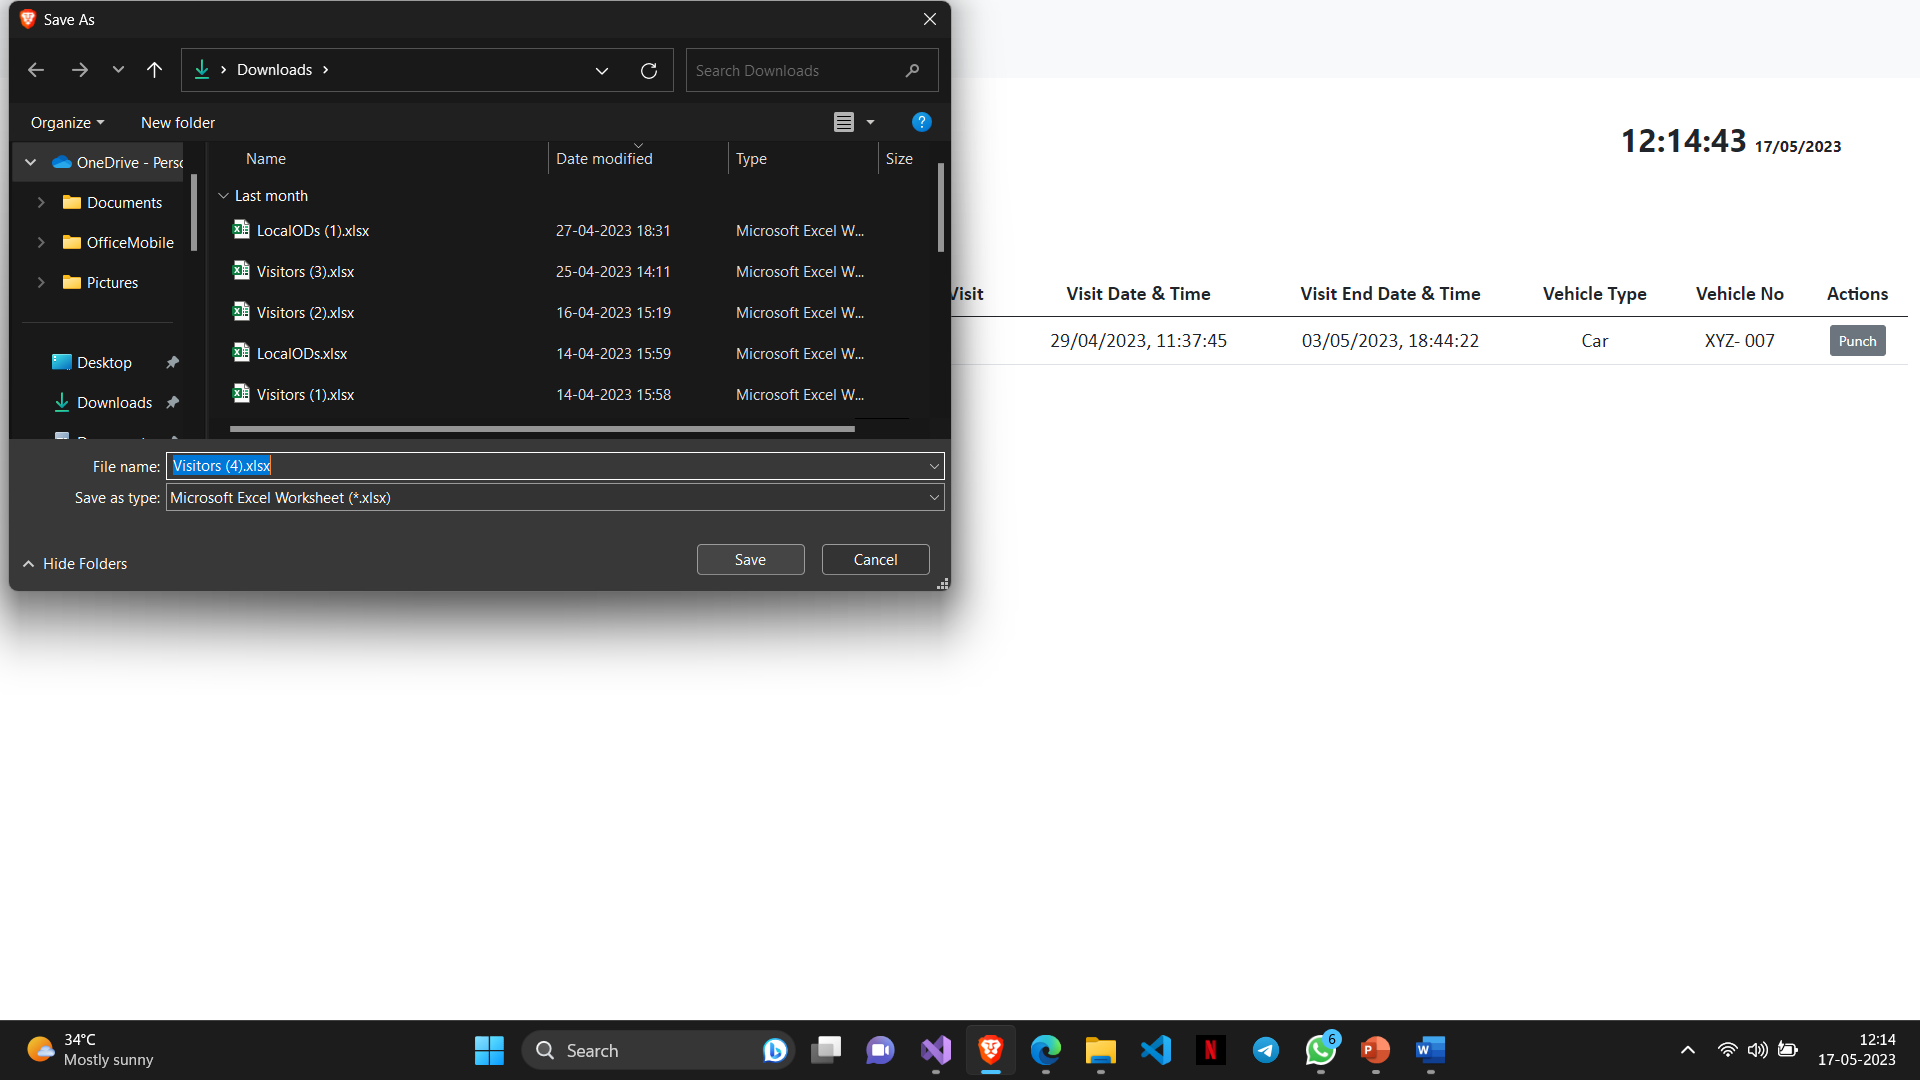 Save As
Downloads
Search Downloads
Organize
New folder
?
OneDrive - Perso
Documents
OfficeMobile
Pictures
Desktop
Downloads
Name Date modified Type Size
Last month
LocalODs (1).xlsx 27-04-2023 18:31 Microsoft Excel W...
Visitors (3).xlsx 25-04-2023 14:11 Microsoft Excel W...
Visitors (2).xlsx 16-04-2023 15:19 Microsoft Excel W...
LocalODs.xlsx 14-04-2023 15:59 Microsoft Excel W...
Visitors (1).xlsx 14-04-2023 15:58 Microsoft Excel W...
File name: Visitors (4).xlsx
Save as type: Microsoft Excel Worksheet (*.xlsx)
Hide Folders
Save
Cancel
12:14:43 17/05/2023
Visit Visit Date & Time Visit End Date & Time Vehicle Type Vehicle No Actions
29/04/2023, 11:37:45 03/05/2023, 18:44:22 Car XYZ- 007 Punch
34°C
Mostly sunny
Search
N
6
P
W
12:14
17-05-2023